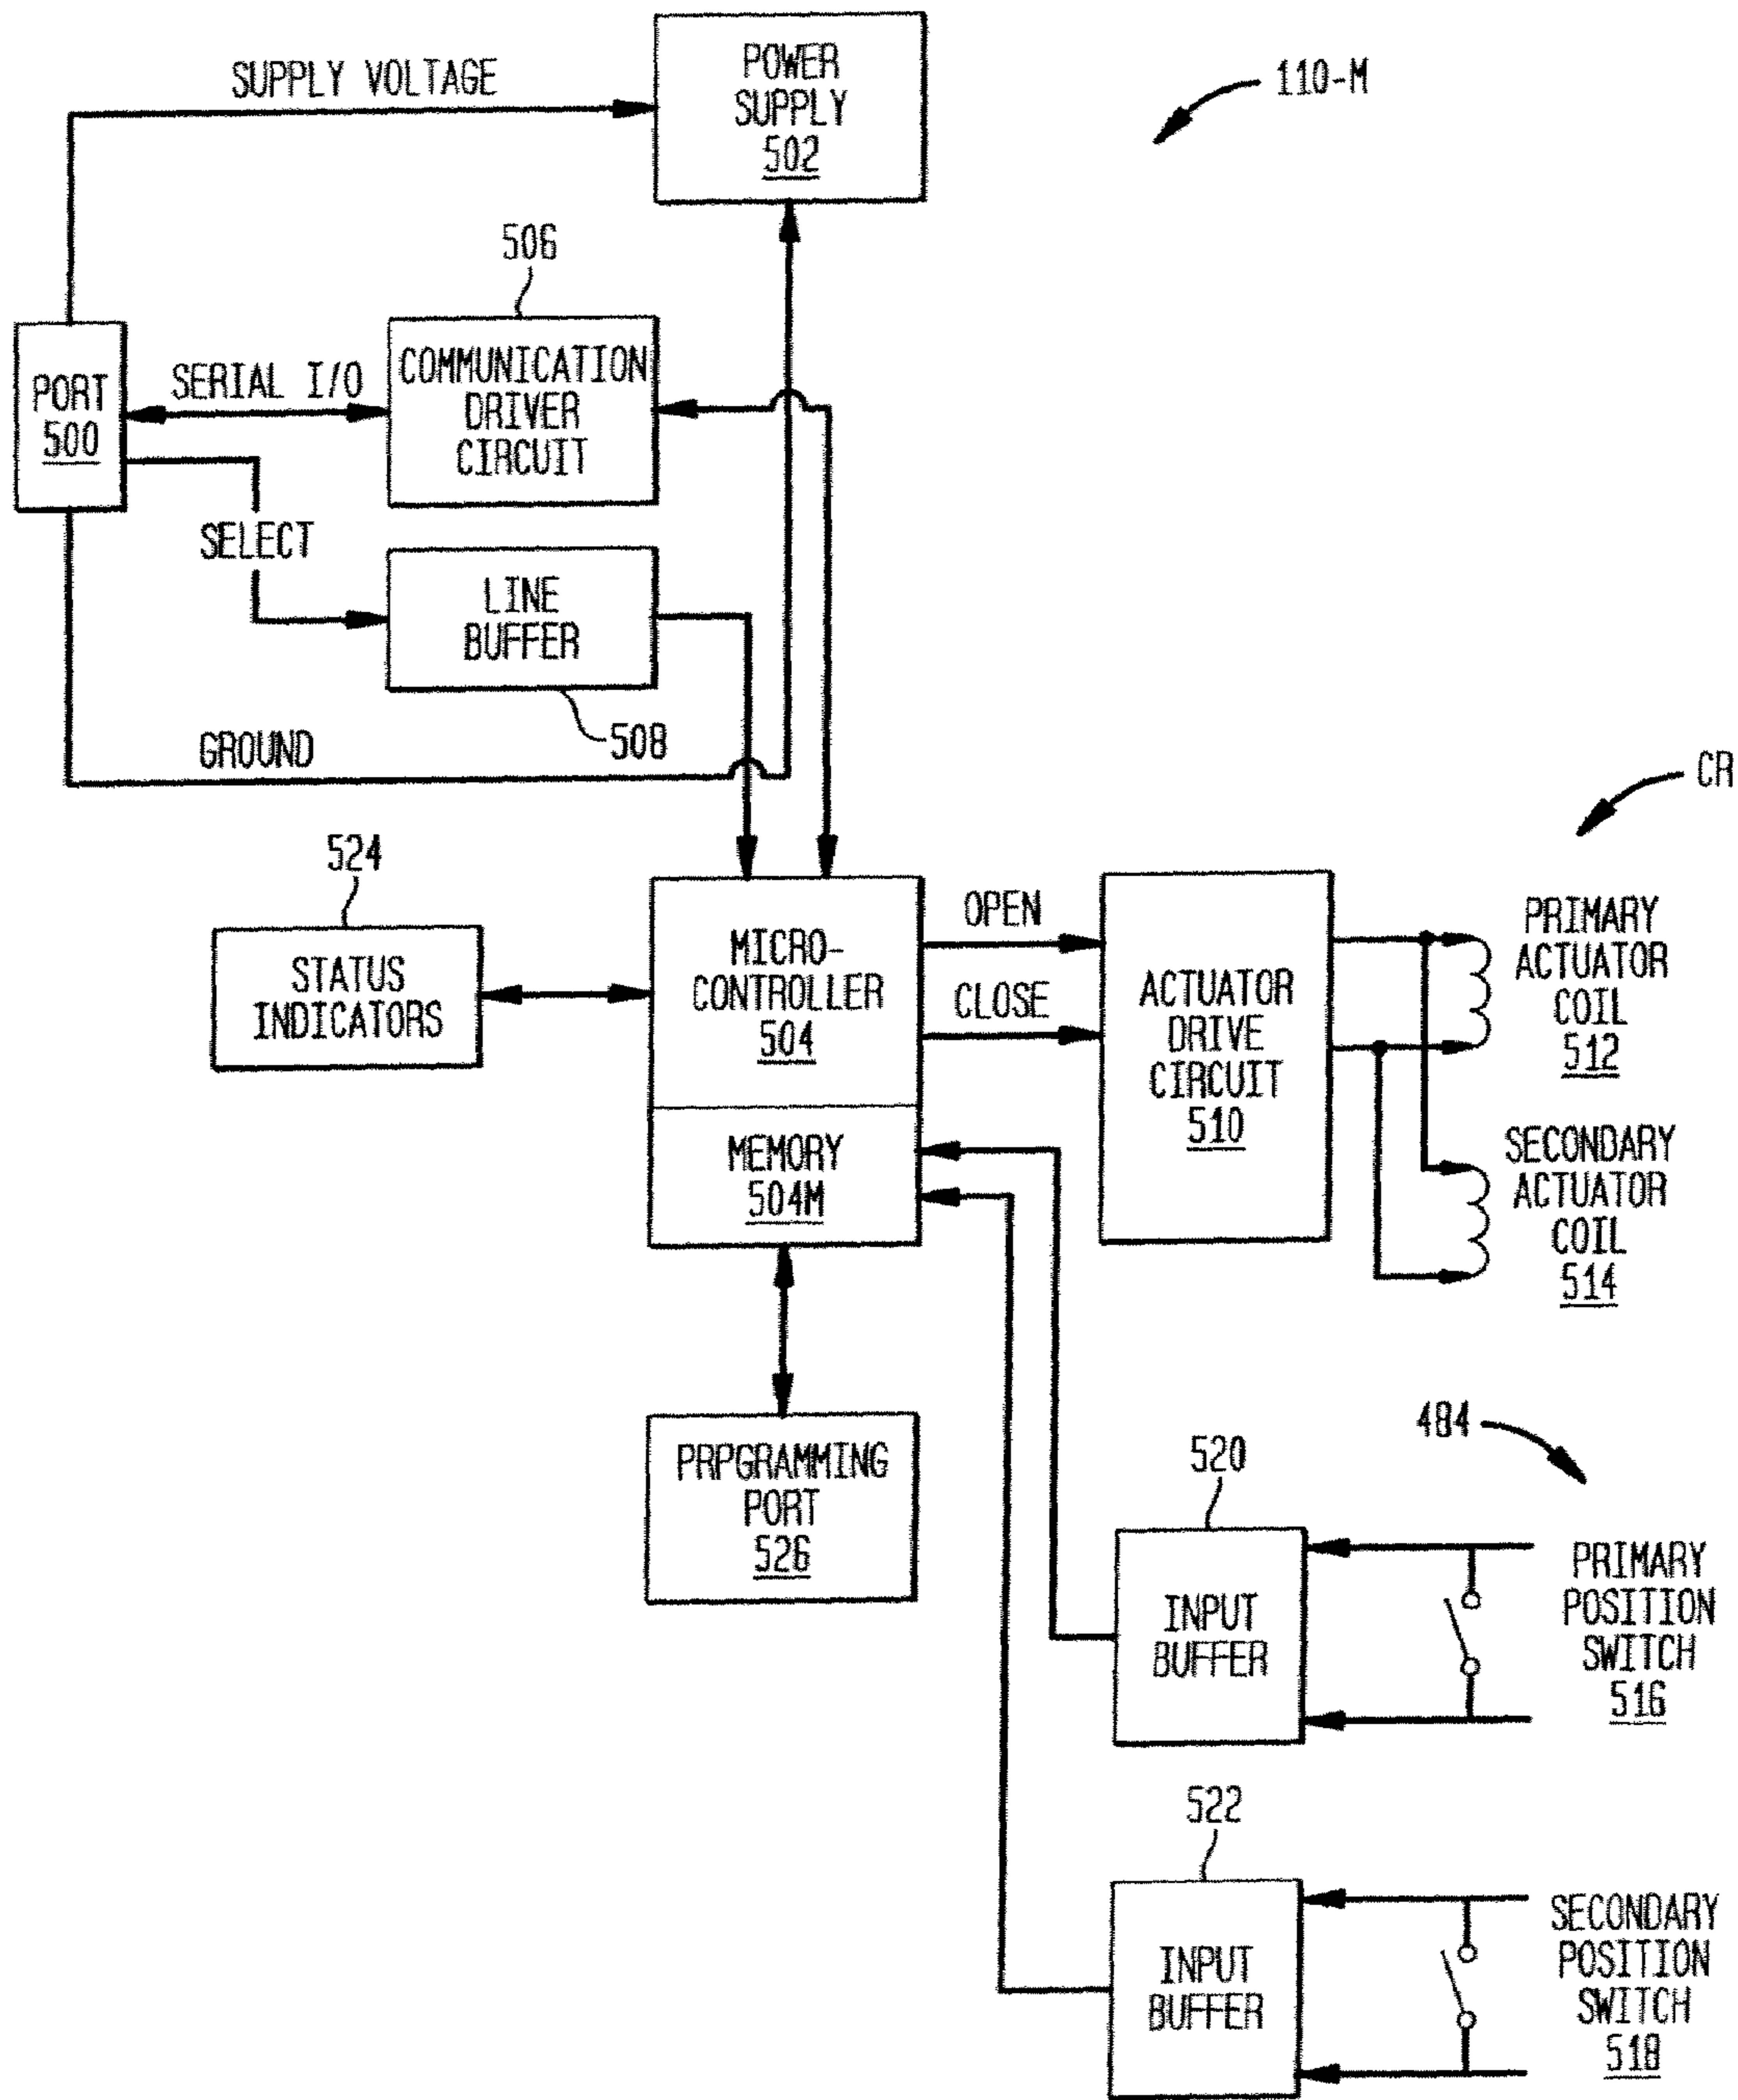 SUPPLY VOLTAGE
POWER
SUPPLY
502
110-M
506
PORT
500
SERIAL I/O
COMMUNICATION
DRIVER
CIRCUIT
SELECT
LINE
BUFFER
508
GROUND
CR
524
STATUS
INDICATORS
MICRO-
CONTROLLER
504
MEMORY
504M
OPEN
CLOSE
ACTUATOR
DRIVE
CIRCUIT
510
PRIMARY
ACTUATOR
COIL
512
SECONDARY
ACTUATOR
COIL
514
PRPGRAMMING
PORT
526
484
520
INPUT
BUFFER
PRIMARY
POSITION
SWITCH
516
522
INPUT
BUFFER
SECONDARY
POSITION
SWITCH
518